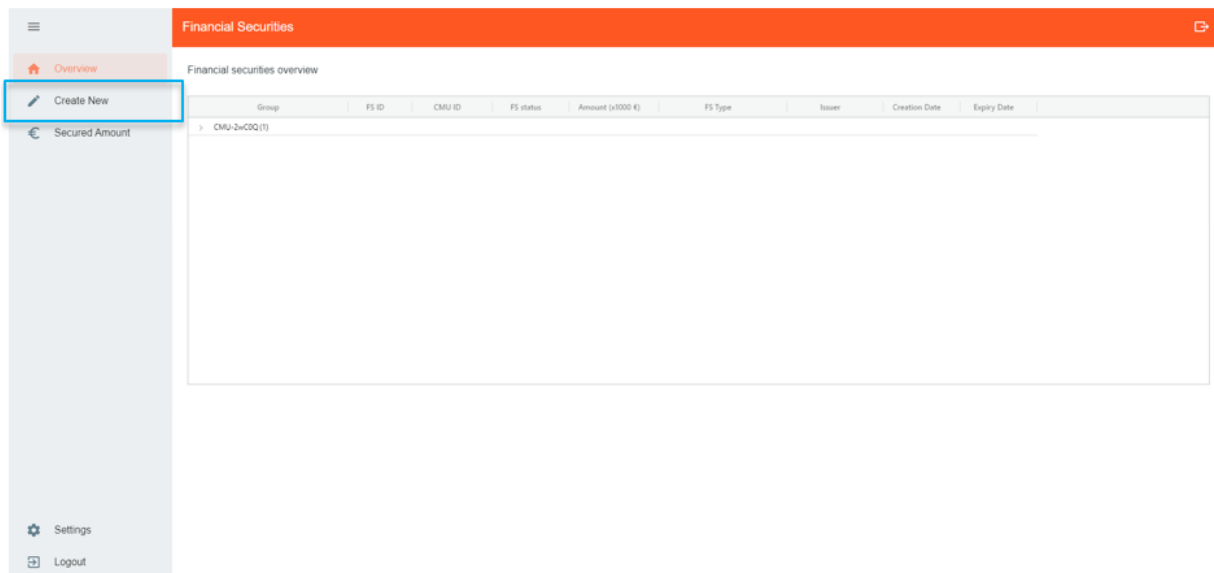 Financial Securities
Overview
Financial securities overview
Create New
Group FS ID CMU ID FS status Amount (x1000 €) FS Type Issuer Creation Date Expiry Date
CMU-2wC0Q (1)
Secured Amount
Settings
Logout